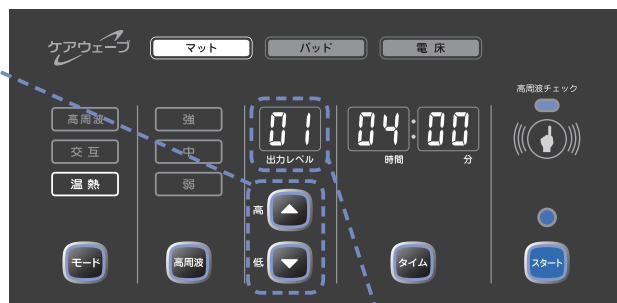 ケアウェーブ
マット
パッド
電床
高周波チェック
高周波
交互
温熱
強
中
弱
01
出力レベル
04:00
時間
分
高
低
モード
高周波
タイム
スタート